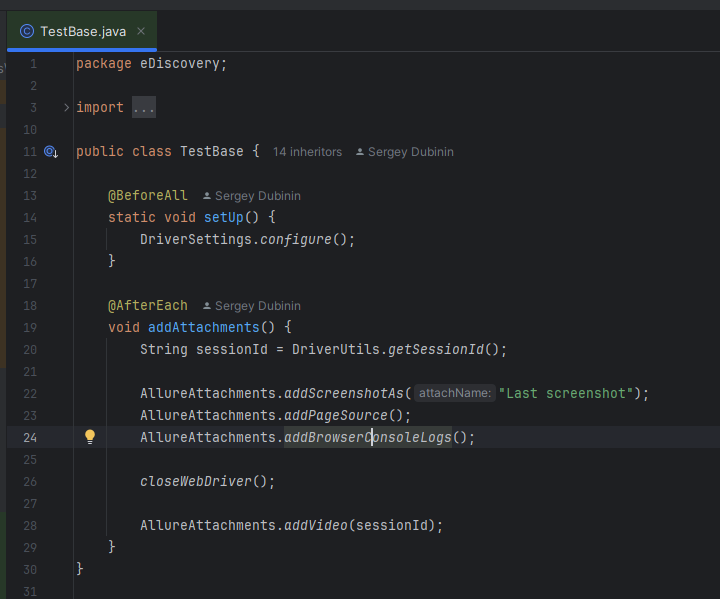 TestBase.java
1 package eDiscovery;
2
3 import ...
10
11 public class TestBase { 14 inheritors Sergey Dubinin
12
13 @BeforeAll Sergey Dubinin
14 static void setUp() {
15 DriverSettings.configure();
16 }
17
18 @AfterEach Sergey Dubinin
19 void addAttachments() {
20 String sessionId = DriverUtils.getSessionId();
21
22 AllureAttachments.addScreenshotAs( attachName: "Last screenshot");
23 AllureAttachments.addPageSource();
24 AllureAttachments.addBrowserConsoleLogs();
25
26 closeWebDriver();
27
28 AllureAttachments.addVideo(sessionId);
29 }
30 }
31